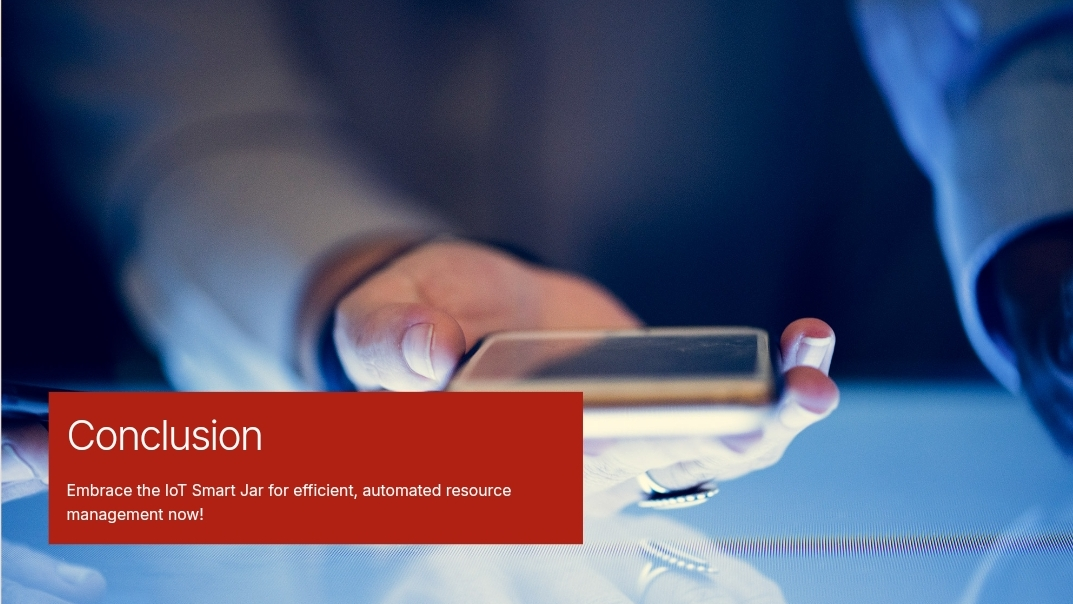 Conclusion
Embrace the IoT Smart Jar for efficient, automated resource
management now!